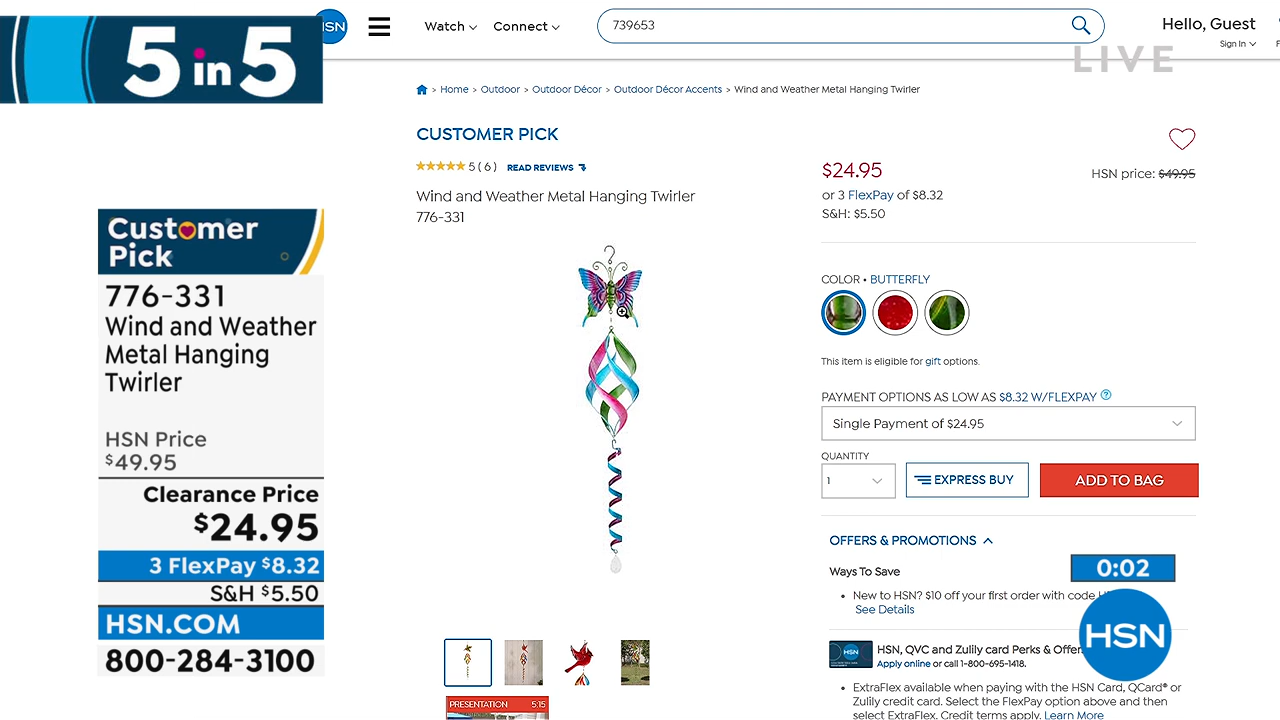 5 in 5
HSN
Watch
Connect
739653
Hello, Guest
Sign In
LIVE
> Home > Outdoor > Outdoor Décor > Outdoor Décor Accents > Wind and Weather Metal Hanging Twirler
CUSTOMER PICK
5 ( 6 ) READ REVIEWS
Wind and Weather Metal Hanging Twirler
776-331
$24.95
HSN price: $49.95
or 3 FlexPay of $8.32
S&H: $5.50
COLOR • BUTTERFLY
This item is eligible for gift options.
PAYMENT OPTIONS AS LOW AS $8.32 W/FLEXPAY ?
Single Payment of $24.95
QUANTITY
1
EXPRESS BUY
ADD TO BAG
OFFERS & PROMOTIONS
Ways To Save
0:02
• New to HSN? $10 off your first order with code
See Details
HSN
HSN, QVC and Zulily card Perks & Offer
Apply online or call 1-800-695-1418.
• ExtraFlex available when paying with the HSN Card, QCard® or
Zulily credit card. Select the FlexPay option above and then
select ExtraFlex. Credit terms apply. Learn More
HSN
PRESENTATION 5:15
Customer
Pick
776-331
Wind and Weather
Metal Hanging
Twirler
HSN Price
$49.95
Clearance Price
$24.95
3 FlexPay $8.32
S&H $5.50
HSN.COM
800-284-3100